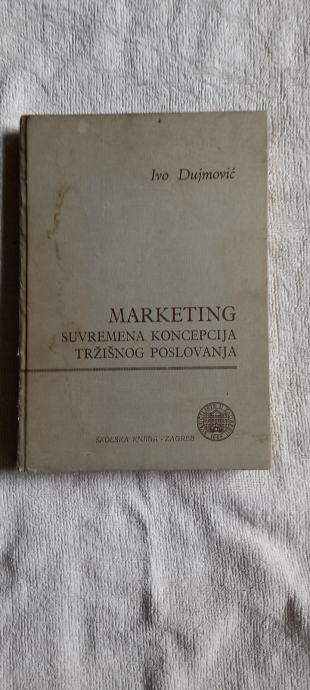 Ivo Dujmović
MARKETING
SUVREMENA KONCEPCIJA
TRŽIŠNOG POSLOVANJA
ŠKOLSKA KNJIGA - ZAGREB